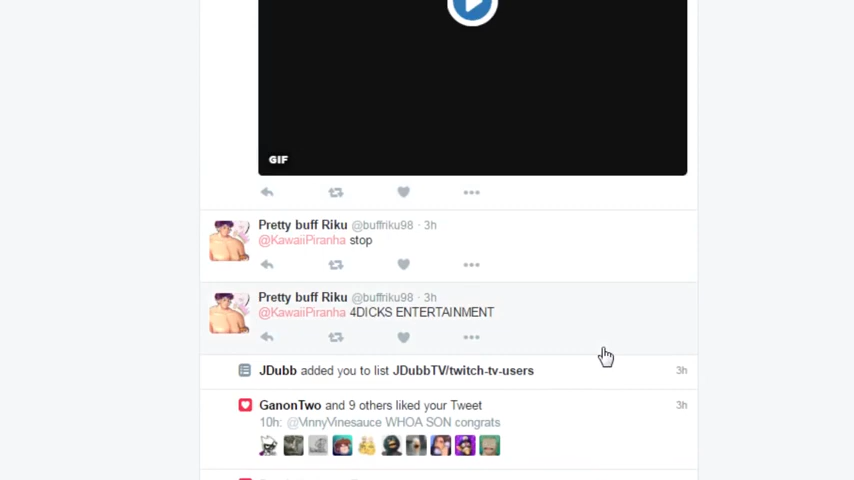 GIF
Pretty buff Riku @buffriku98 · 3h
@KawaiiPiranha stop
Pretty buff Riku @buffriku98 · 3h
@KawaiiPiranha 4DICKS ENTERTAINMENT
JDubb added you to list JDubbTV/twitch-tv-users 3h
GanonTwo and 9 others liked your Tweet 3h
10h: @VinnyVinesauce WHOA SON congrats